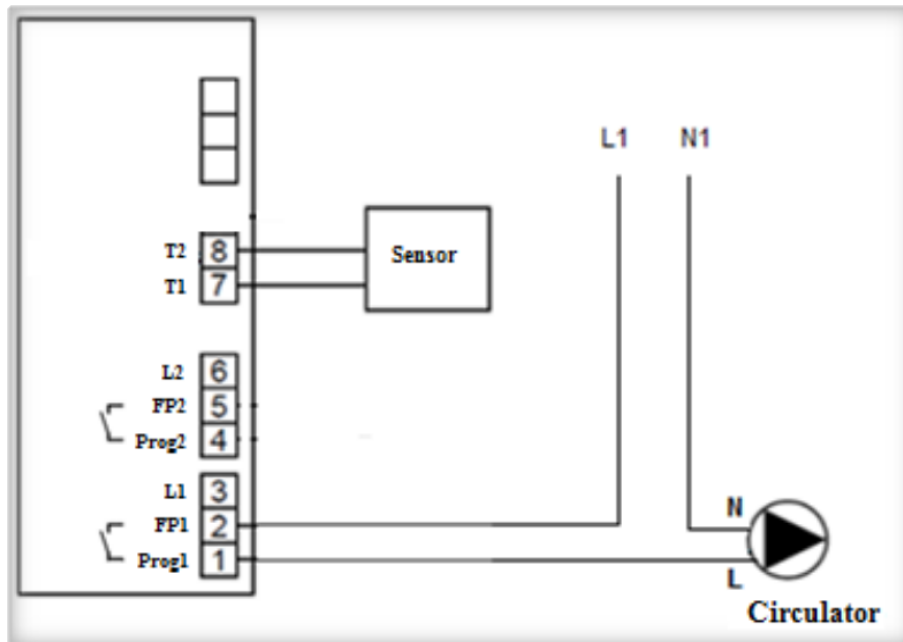 L1 N1
T2 8
T1 7
Sensor
L2 6
FP2 5
Prog2 4
L1 3
FP1 2
Prog1 1
N
L
Circulator